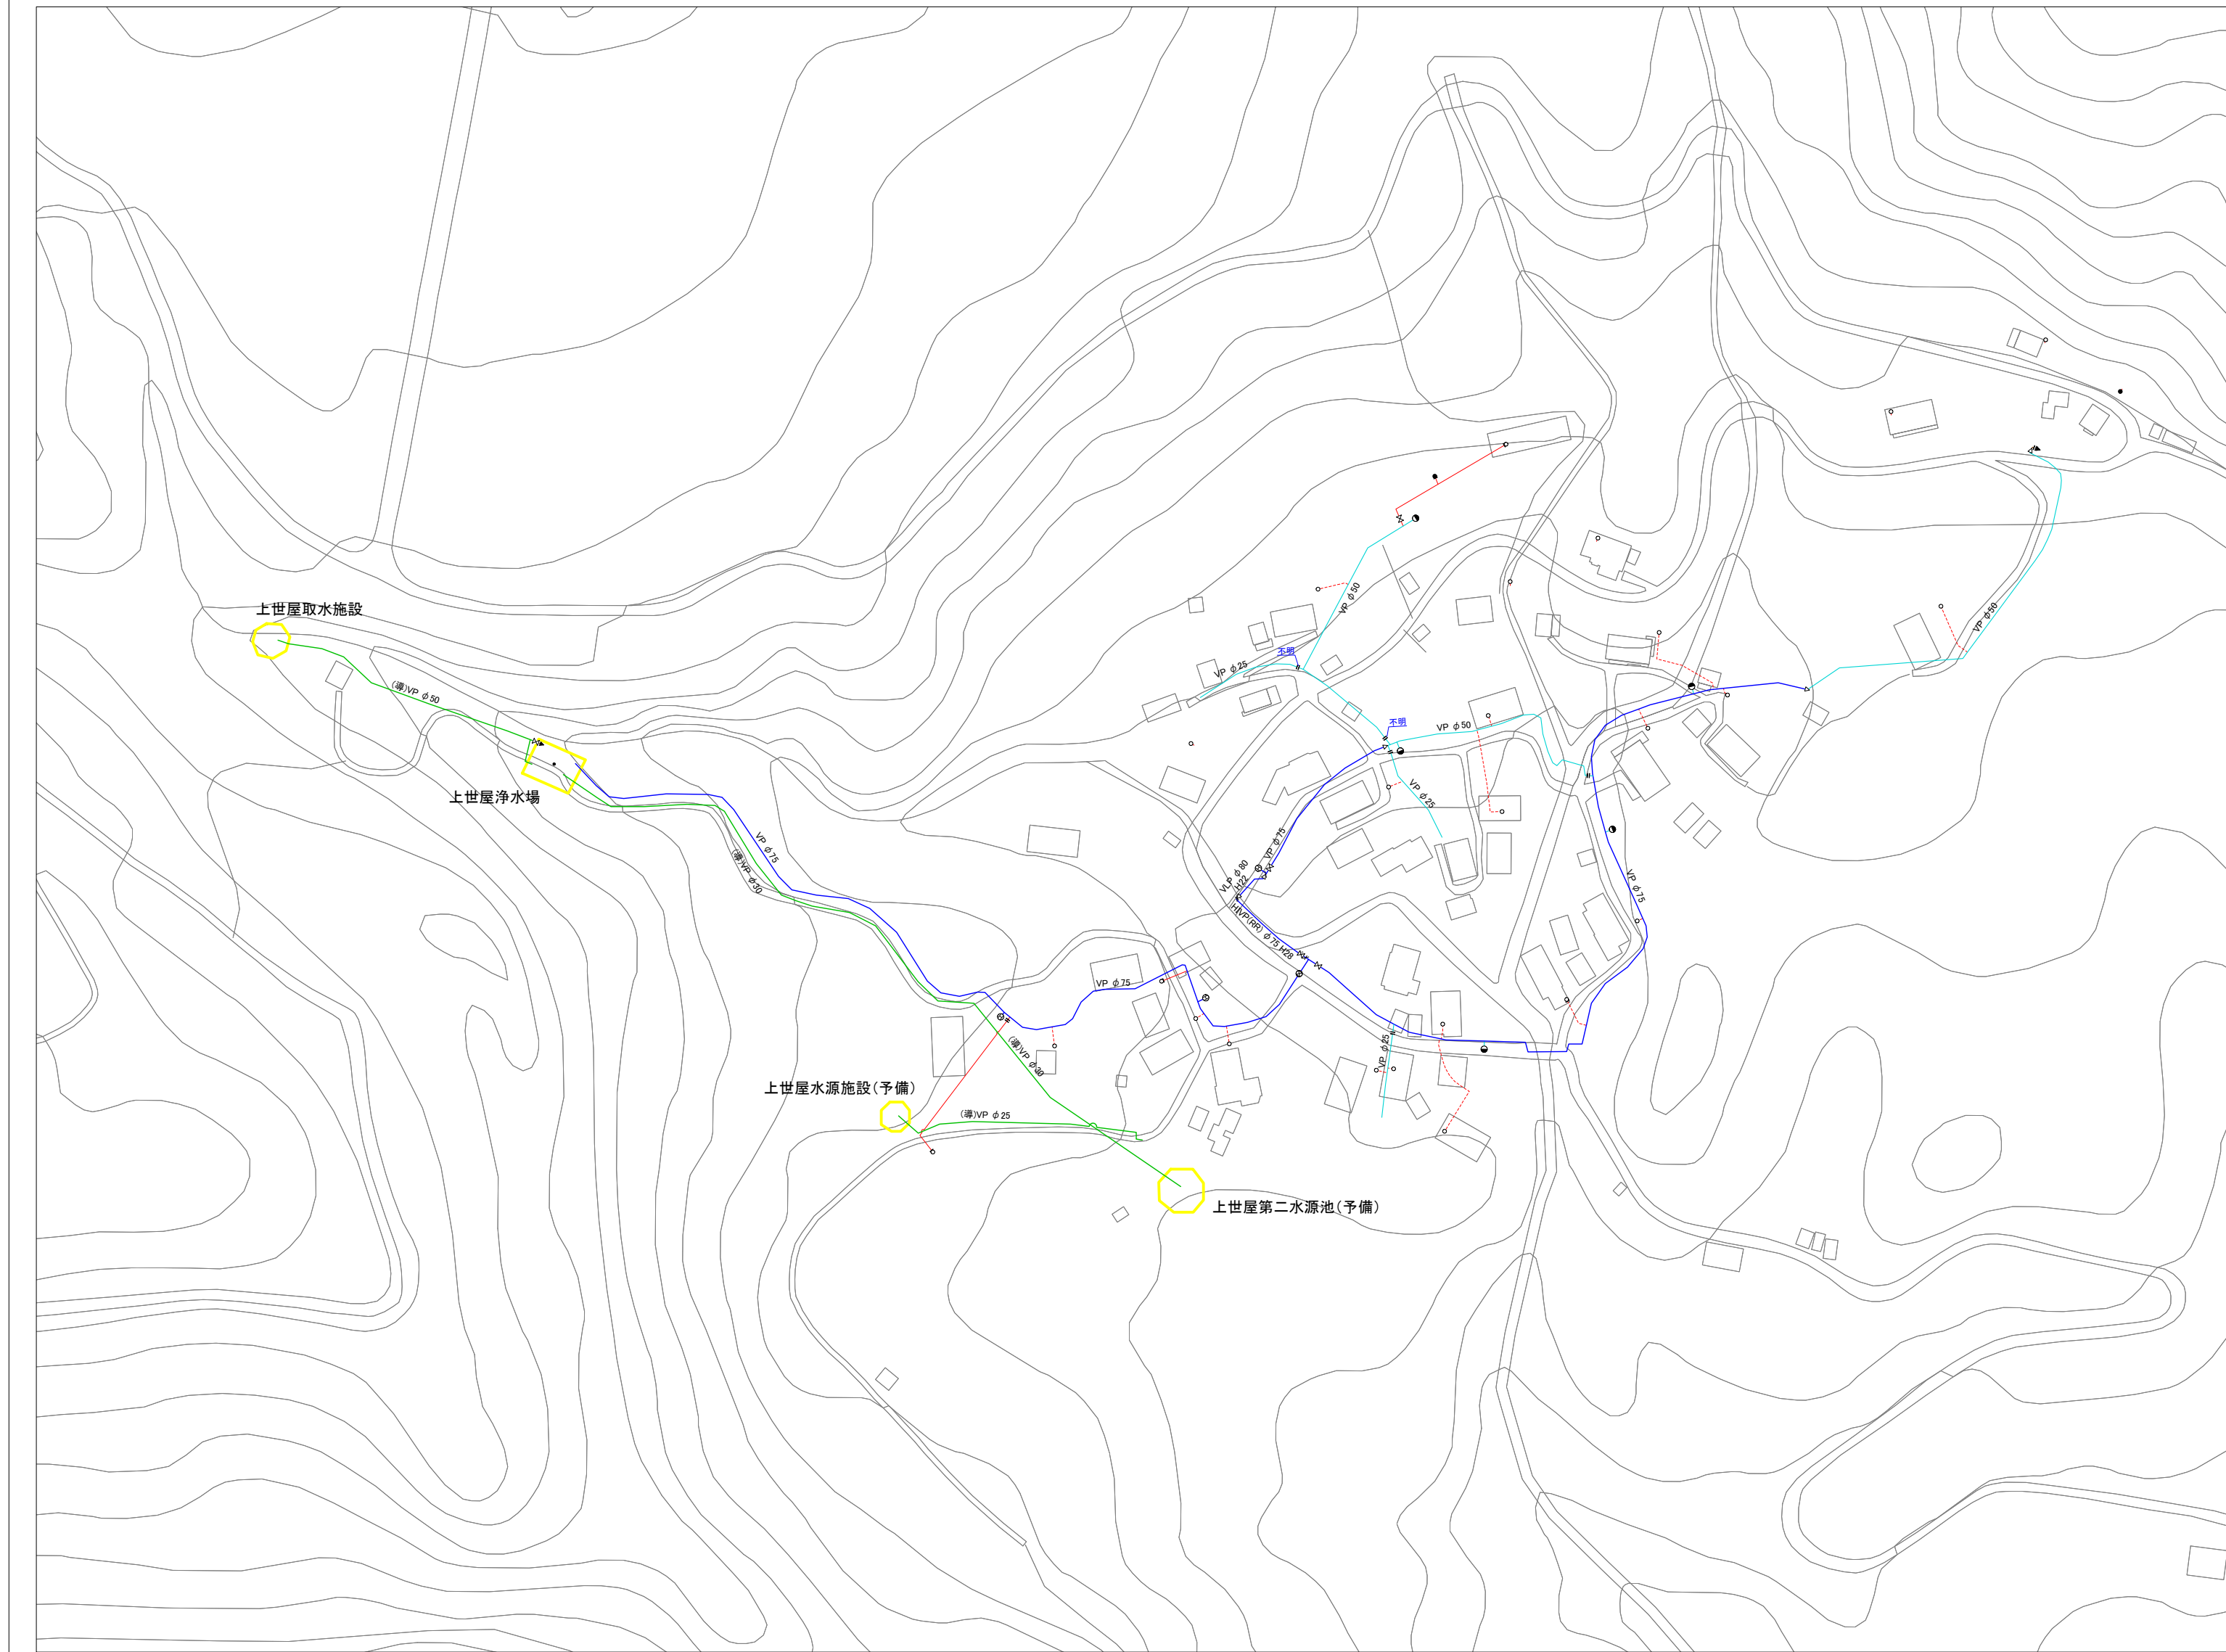 上世屋取水施設
(導)VP φ50
上世屋浄水場
VP φ75
(導)VP φ30
VP φ50
不明
VP φ25
不明
VP φ50
VP φ25
VP φ50
VP φ75
VLP φ80
H22
HIVP(RR) φ75 H28
VP φ75
VP φ75
(導)VP φ30
VP φ25
上世屋水源施設(予備)
(導)VP φ25
上世屋第二水源池(予備)